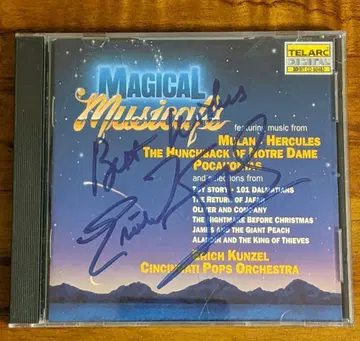 TELARC
DIGITAL
MAGICAL
Musicals
featuring music from
MULAN • HERCULES
THE HUNCHBACK OF NOTRE DAME
POCAHONTAS
and selections from
TOY STORY • 101 DALMATIANS
THE RETURN OF JAFAR
OLIVER AND COMPANY
THE NIGHTMARE BEFORE CHRISTMAS
JAMES AND THE GIANT PEACH
ALADDIN AND THE KING OF THIEVES
ERICH KUNZEL
CINCINNATI POPS ORCHESTRA
Best Wishes
Erich